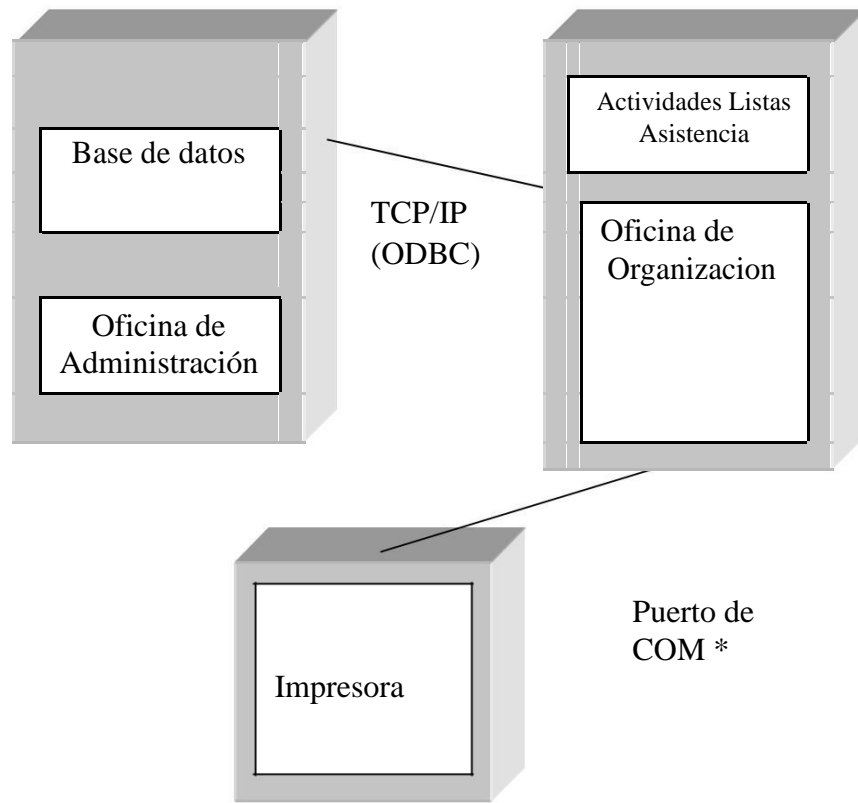 Base de datos
Oficina de
Administración
TCP/IP
(ODBC)
Actividades Listas
Asistencia
Oficina de
Organizacion
Impresora
Puerto de
COM *